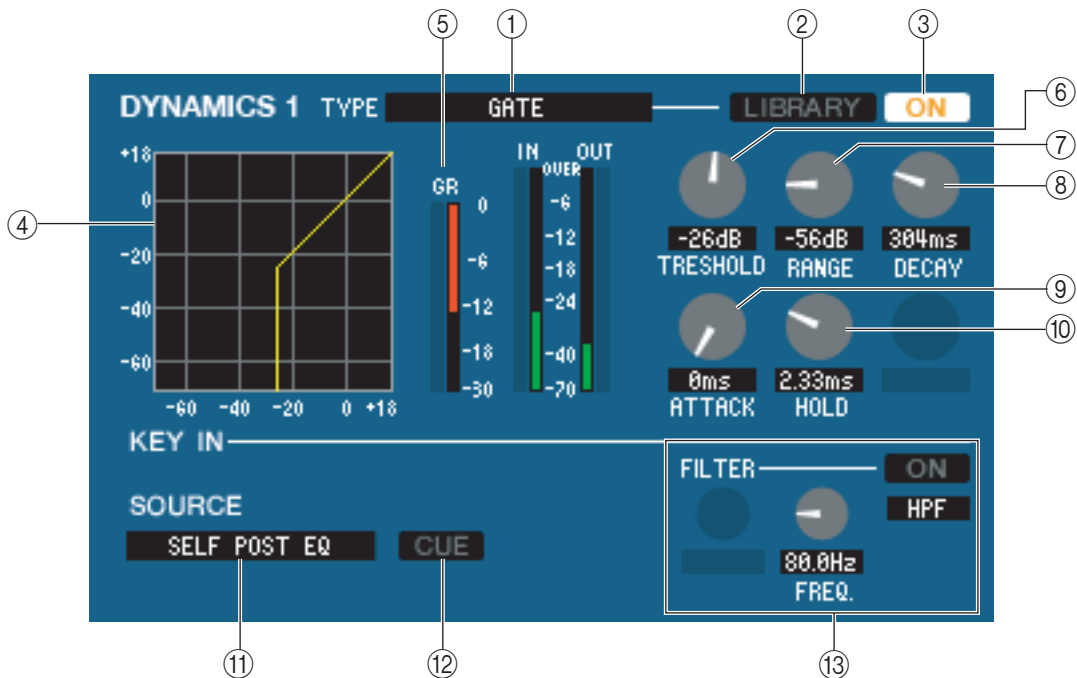 ⑤ ① ② ③
DYNAMICS 1 TYPE GATE LIBRARY ON
⑥
⑦
⑧
④
+18
0
-20
-40
-60
-60 -40 -20 0 +18
GR
0
-6
-12
-18
-30
IN OUT
OVER
-6
-12
-18
-24
-40
-70
-26dB -56dB 304ms
TRESHOLD RANGE DECAY
⑨
⑩
0ms 2.33ms
ATTACK HOLD
KEY IN
SOURCE
SELF POST EQ CUE
FILTER ON
HPF
80.0Hz
FREQ.
⑪ ⑫ ⑬